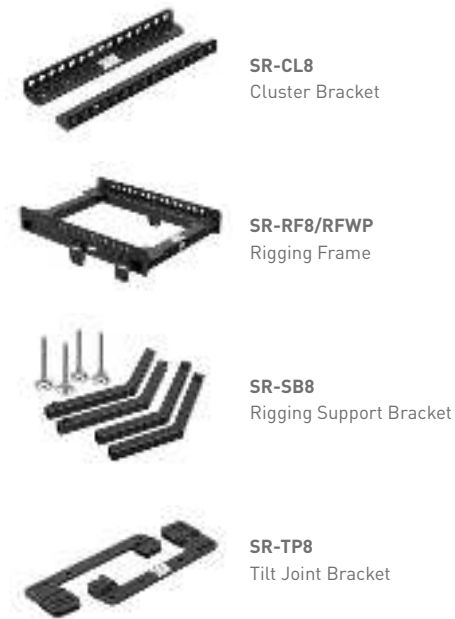 SR-CL8
Cluster Bracket
SR-RF8/RFWP
Rigging Frame
SR-SB8
Rigging Support Bracket
SR-TP8
Tilt Joint Bracket